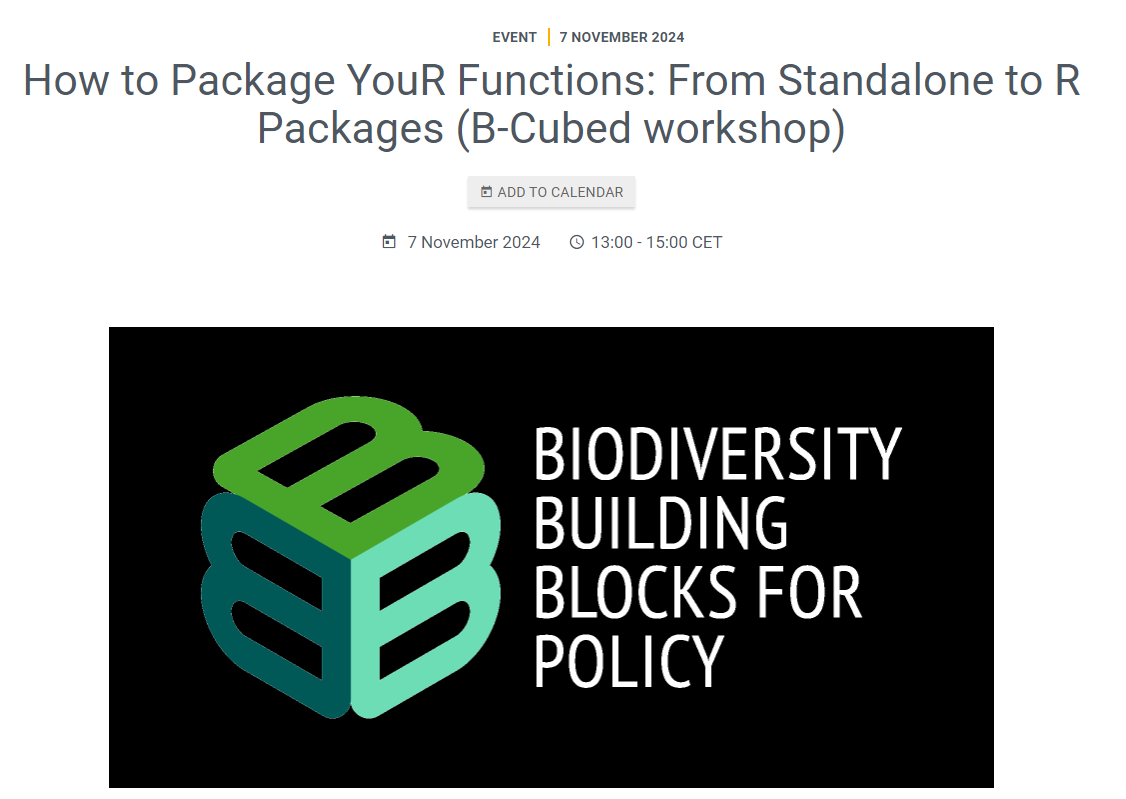 EVENT | 7 NOVEMBER 2024
How to Package YouR Functions: From Standalone to R
Packages (B-Cubed workshop)
ADD TO CALENDAR
7 November 2024 13:00 - 15:00 CET
BIODIVERSITY
BUILDING
BLOCKS FOR
POLICY